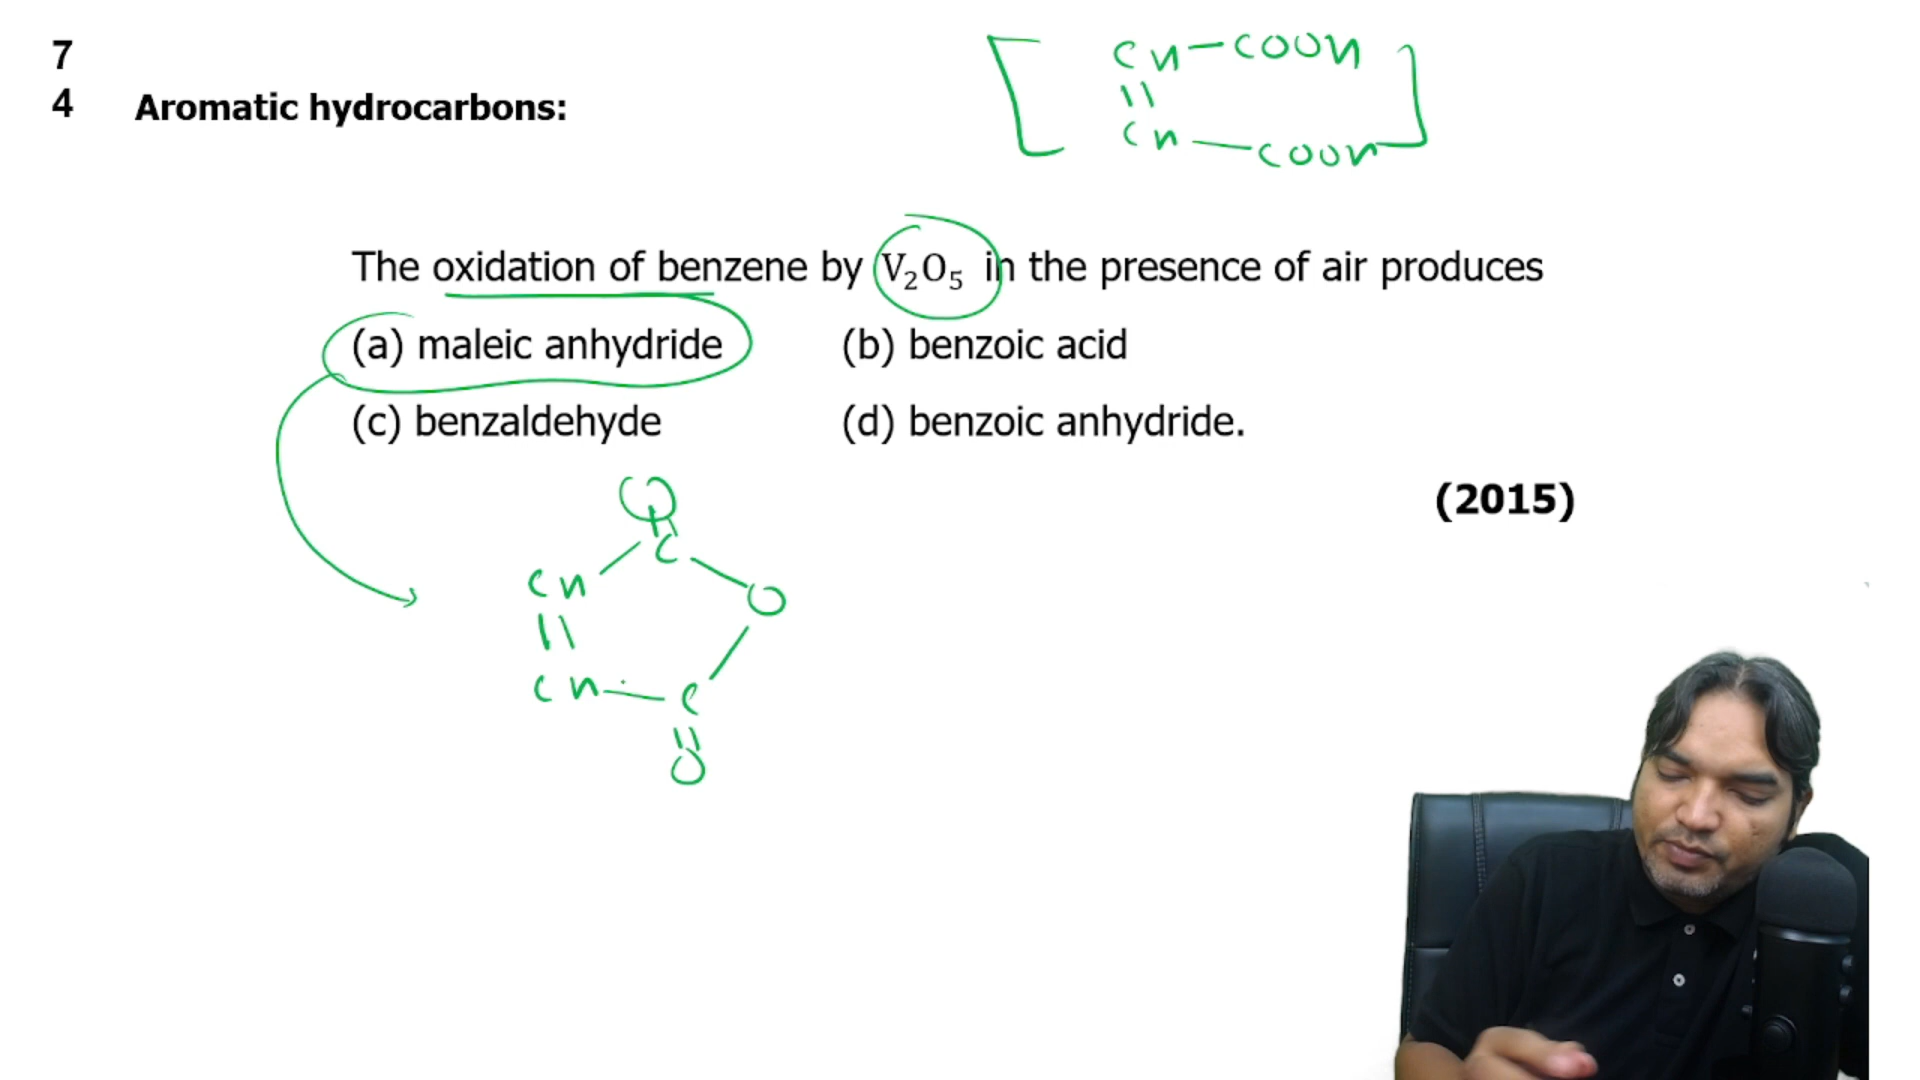 7
4 Aromatic hydrocarbons:
CH-COOH
||
CH-COOH
The oxidation of benzene by V₂O₅ in the presence of air produces
(a) maleic anhydride (b) benzoic acid
(c) benzaldehyde (d) benzoic anhydride.
(2015)
O
C
CH
O
||
CH-C
||
O